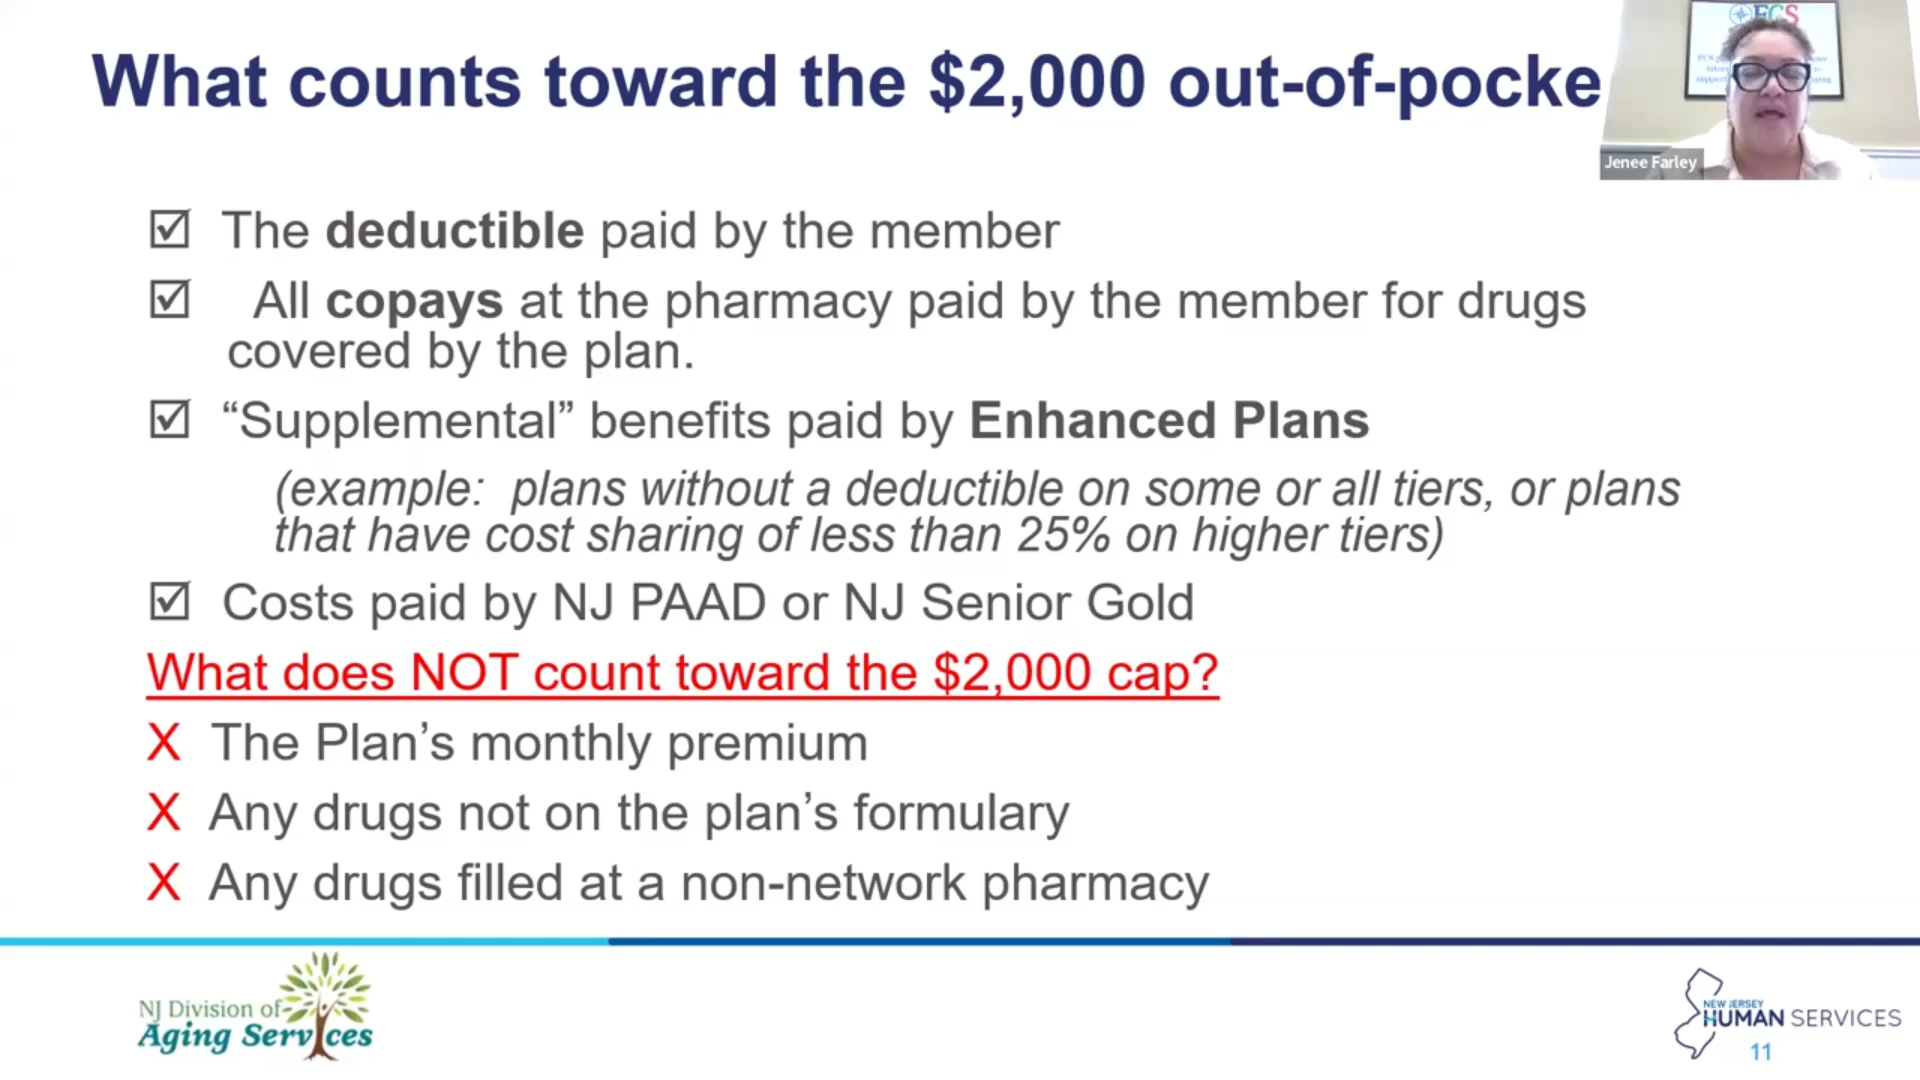 What counts toward the $2,000 out-of-pocke
FCS
Jenee Farley
☑ The deductible paid by the member
☑ All copays at the pharmacy paid by the member for drugs
covered by the plan.
☑ “Supplemental” benefits paid by Enhanced Plans
(example: plans without a deductible on some or all tiers, or plans
that have cost sharing of less than 25% on higher tiers)
☑ Costs paid by NJ PAAD or NJ Senior Gold
What does NOT count toward the $2,000 cap?
X The Plan’s monthly premium
X Any drugs not on the plan’s formulary
X Any drugs filled at a non-network pharmacy
NJ Division of
Aging Services
NEW JERSEY
HUMAN SERVICES
11